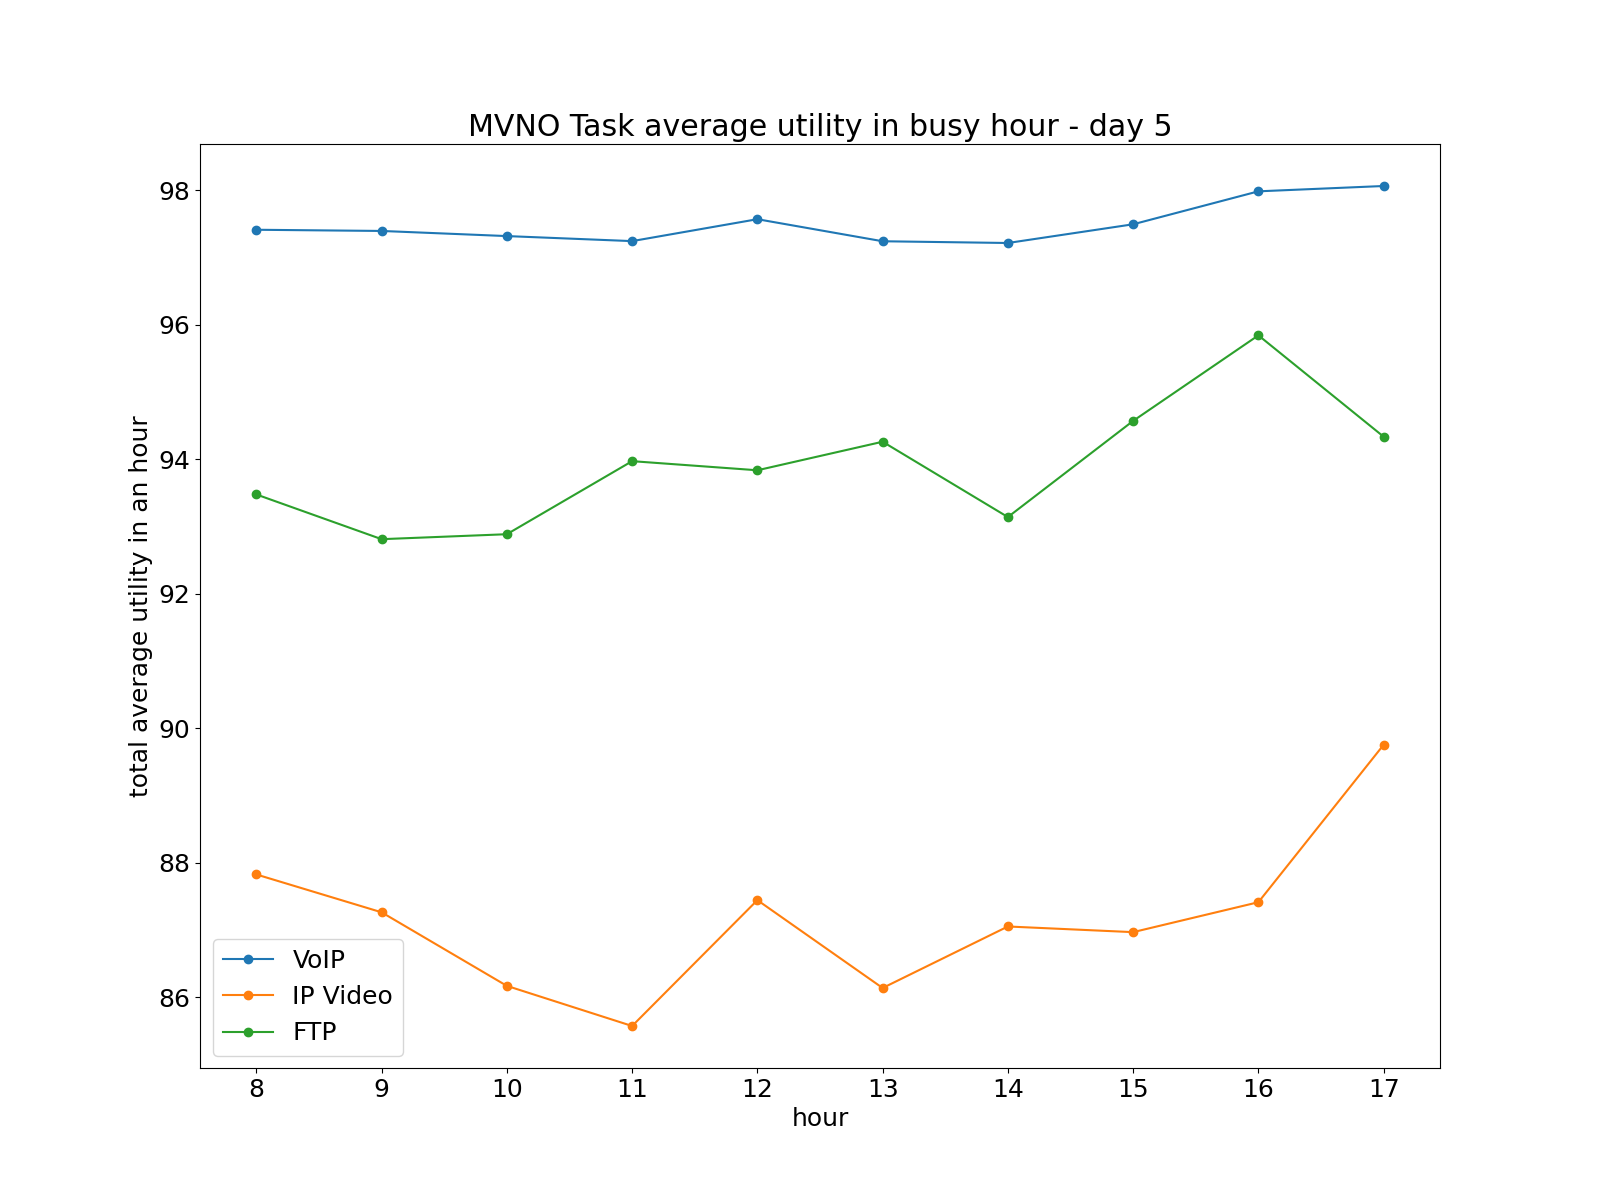 MVNO Task average utility in busy hour - day 5
total average utility in an hour
98
96
94
92
90
88
86
VoIP
IP Video
FTP
8 9 10 11 12 13 14 15 16 17
hour